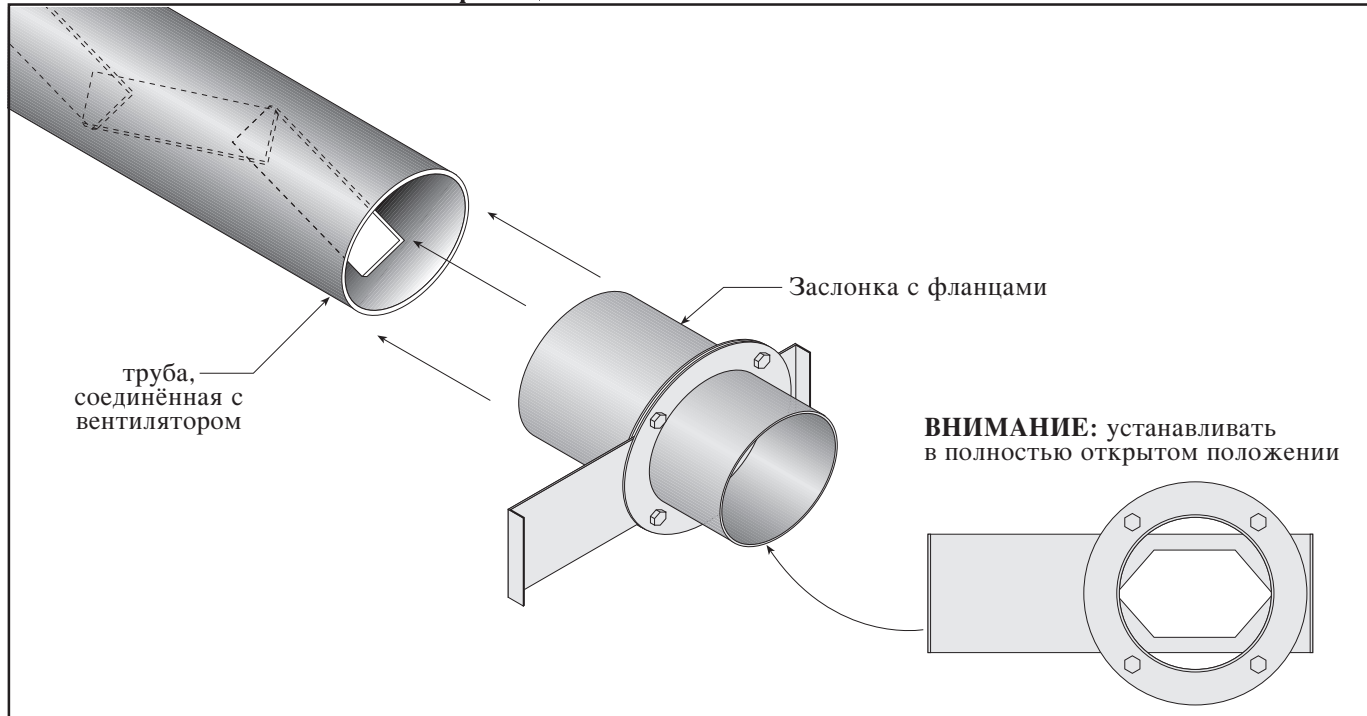 Заслонка с фланцами
труба,
соединённая с
вентилятором
ВНИМАНИЕ: устанавливать
в полностью открытом положении